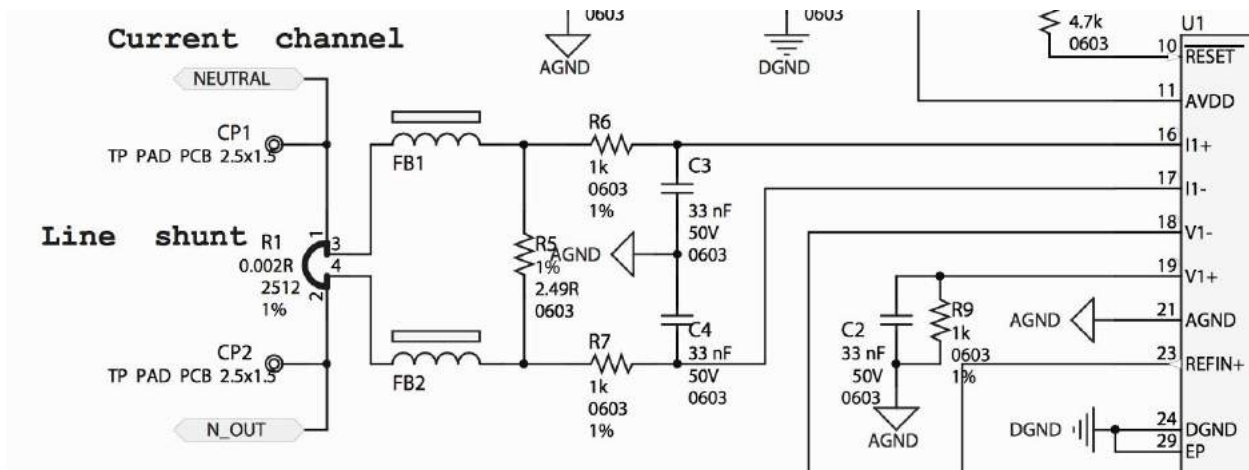 0603
0603
AGND
DGND
4.7k
0603
U1
10
RESET
11
AVDD
Current channel
NEUTRAL
CP1
TP PAD PCB 2.5x1.5
FB1
R6
1k
0603
1%
C3
33 nF
50V
0603
16
I1+
17
I1-
18
V1-
19
V1+
Line shunt
R1
0.002R
2512
1%
1
3
4
2
R5
1%
2.49R
0603
AGND
C2
33 nF
50V
0603
R9
1k
0603
1%
AGND
21
AGND
23
REFIN+
CP2
TP PAD PCB 2.5x1.5
FB2
R7
1k
0603
1%
C4
33 nF
50V
0603
AGND
N_OUT
DGND
24
DGND
29
EP